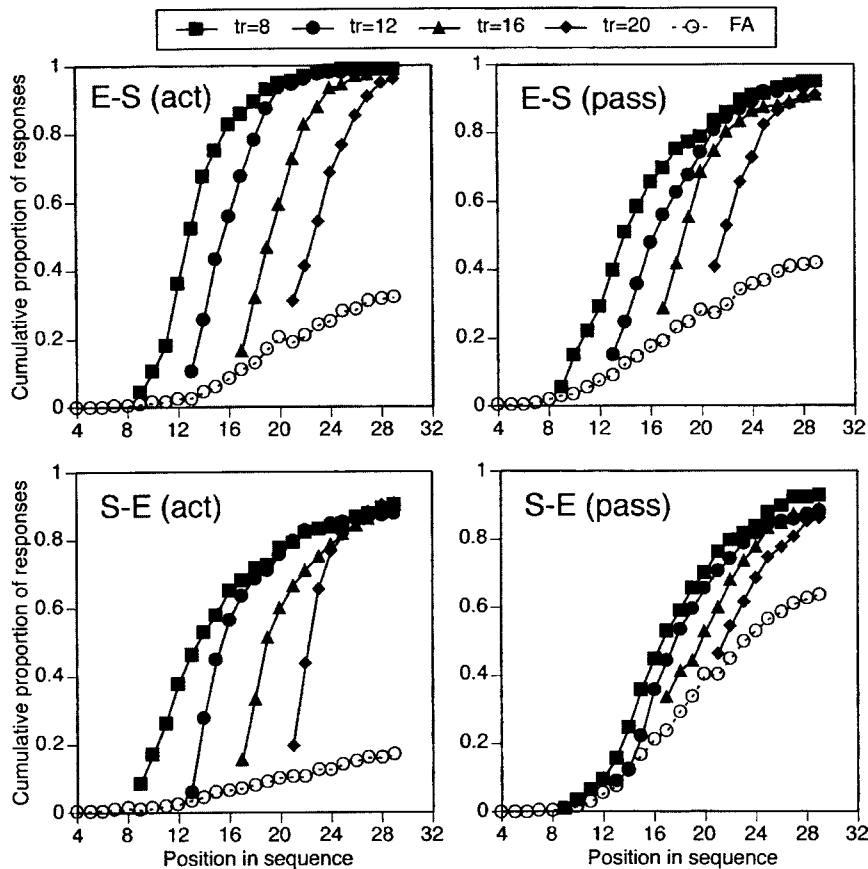 tr=8 tr=12 tr=16 tr=20 FA
Cumulative proportion of responses
1
0.8
0.6
0.4
0.2
0
E-S (act)
4 8 12 16 20 24 28 32
1
0.8
0.6
0.4
0.2
0
E-S (pass)
4 8 12 16 20 24 28 32
Cumulative proportion of responses
1
0.8
0.6
0.4
0.2
0
S-E (act)
4 8 12 16 20 24 28 32
Position in sequence
1
0.8
0.6
0.4
0.2
0
S-E (pass)
4 8 12 16 20 24 28 32
Position in sequence